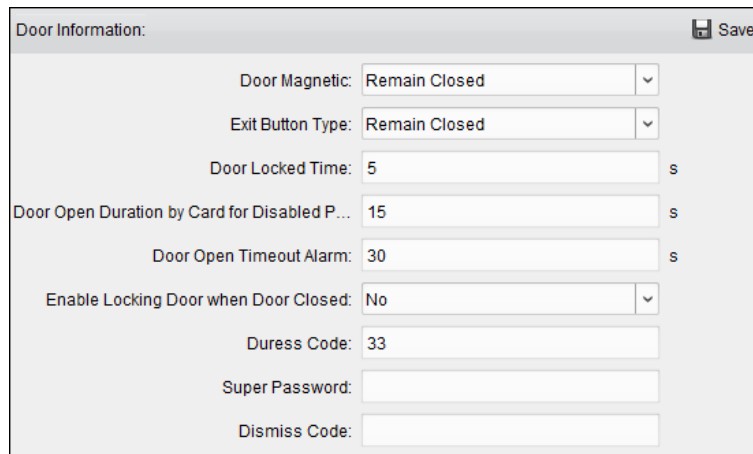 Door Information: Save
Door Magnetic: Remain Closed
Exit Button Type: Remain Closed
Door Locked Time: 5 s
Door Open Duration by Card for Disabled P... 15 s
Door Open Timeout Alarm: 30 s
Enable Locking Door when Door Closed: No
Duress Code: 33
Super Password:
Dismiss Code: